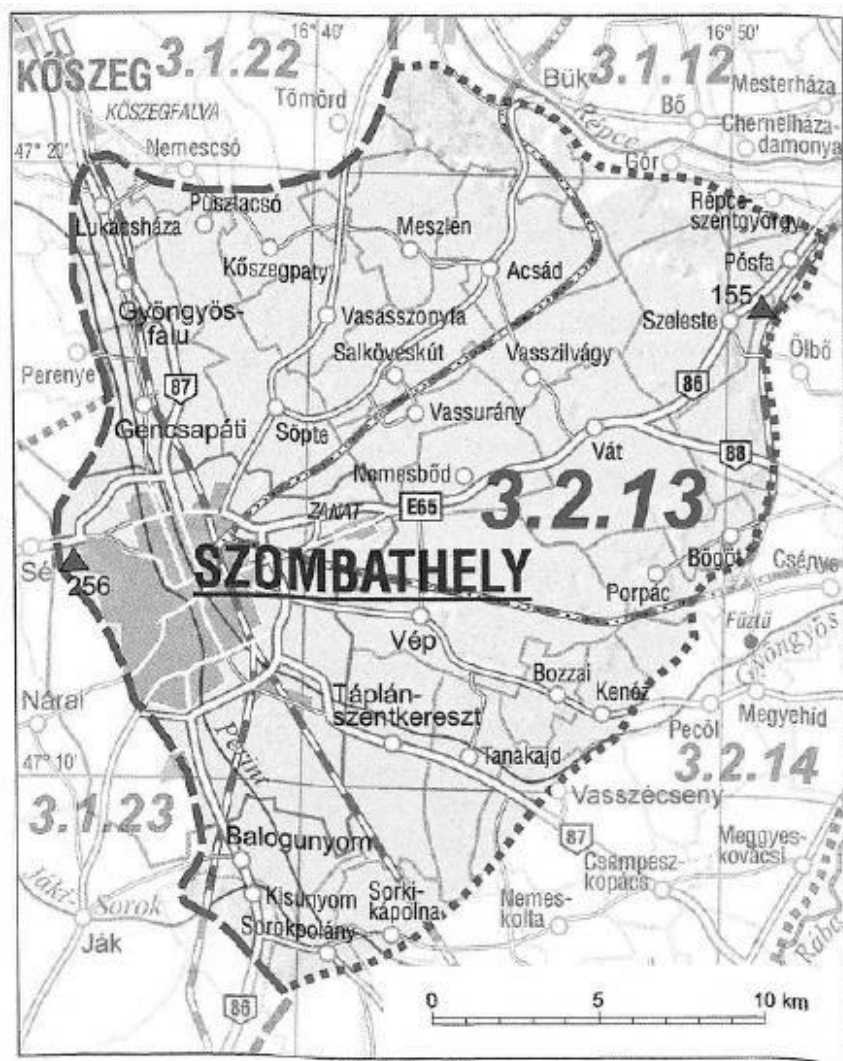 16° 40'
16° 50'
KŐSZEG
3.1.22
Bük
3.1.12
Mesterháza
KŐSZEGFALVA
Tömörd
Répce
Bő
Chernelháza-
damonya
47° 20'
Nemescsó
Gór
Pusztacsó
Lukácsháza
Meszlen
Répce-
szentgyörgy
Kőszegpaty
Acsád
Pósfa
Gyöngyös-
falu
Vasasszonyfa
155
Szeleste
Salköveskút
Vasszilvágy
Perenye
Ölbő
87
86
Gencsapáti
Vassurány
Söpte
Vát
88
Nemesbőd
3.2.13
ZANAT
E65
Sé
256
SZOMBATHELY
Bögöt
Csénye
Porpác
Vép
Füztű
Gyöngyös
Bozzai
Kenéz
Nárai
Táplán-
szentkereszt
Pecöl
Megyehíd
Perint
Tanakajd
47° 10'
3.2.14
3.1.23
Vasszécseny
Balogunyom
87
Meggyes-
kovácsi
Csempesz-
kopács
Jáki-
Sorok
Kisunyom
Sorki-
kápolna
Nemes-
kolta
Ják
Sorokpolány
86
0
5
10 km